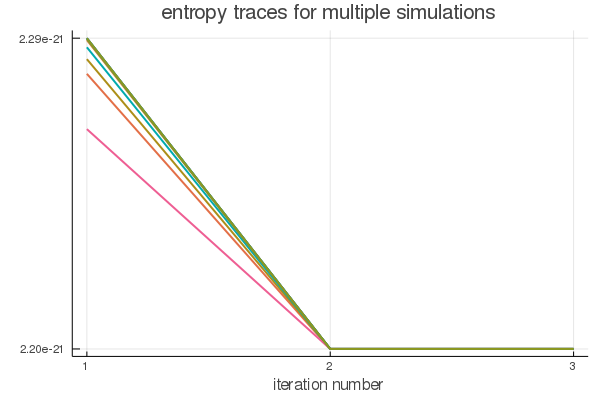 entropy traces for multiple simulations
2.29e-21
2.20e-21
1
2
3
iteration number